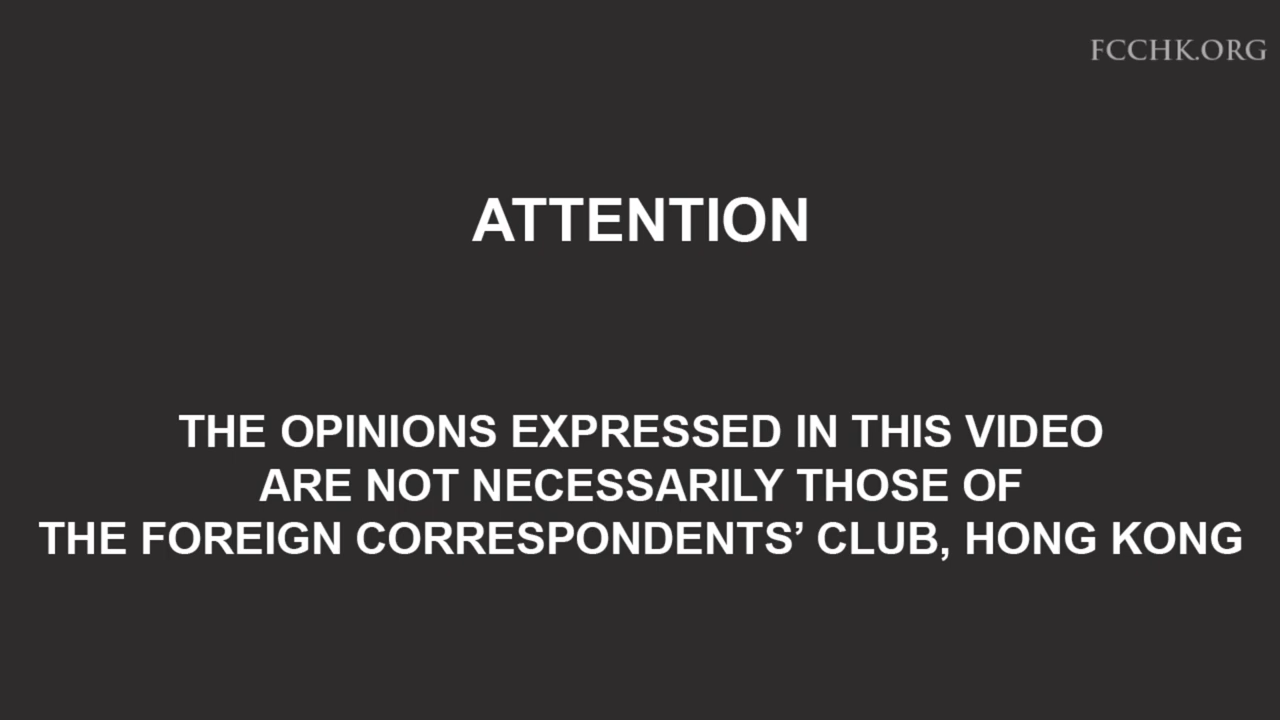 FCCHK.ORG
ATTENTION
THE OPINIONS EXPRESSED IN THIS VIDEO
ARE NOT NECESSARILY THOSE OF
THE FOREIGN CORRESPONDENTS’ CLUB, HONG KONG